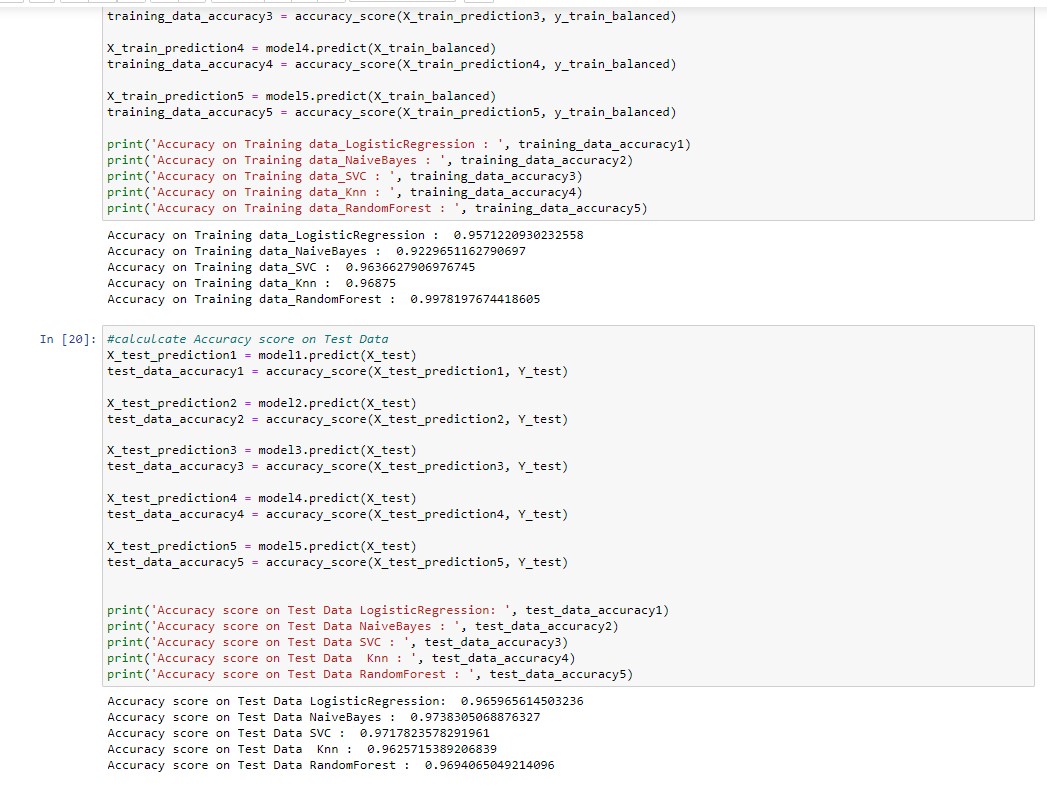 training_data_accuracy3 = accuracy_score(X_train_prediction3, y_train_balanced)
X_train_prediction4 = model4.predict(X_train_balanced)
training_data_accuracy4 = accuracy_score(X_train_prediction4, y_train_balanced)
X_train_prediction5 = model5.predict(X_train_balanced)
training_data_accuracy5 = accuracy_score(X_train_prediction5, y_train_balanced)
print('Accuracy on Training data_LogisticRegression : ', training_data_accuracy1)
print('Accuracy on Training data_NaiveBayes : ', training_data_accuracy2)
print('Accuracy on Training data_SVC : ', training_data_accuracy3)
print('Accuracy on Training data_Knn : ', training_data_accuracy4)
print('Accuracy on Training data_RandomForest : ', training_data_accuracy5)
Accuracy on Training data_LogisticRegression :  0.9571220930232558
Accuracy on Training data_NaiveBayes :  0.9229651162790697
Accuracy on Training data_SVC :  0.9636627906976745
Accuracy on Training data_Knn :  0.96875
Accuracy on Training data_RandomForest :  0.9978197674418605
In [20]: #calculcate Accuracy score on Test Data
X_test_prediction1 = model1.predict(X_test)
test_data_accuracy1 = accuracy_score(X_test_prediction1, Y_test)
X_test_prediction2 = model2.predict(X_test)
test_data_accuracy2 = accuracy_score(X_test_prediction2, Y_test)
X_test_prediction3 = model3.predict(X_test)
test_data_accuracy3 = accuracy_score(X_test_prediction3, Y_test)
X_test_prediction4 = model4.predict(X_test)
test_data_accuracy4 = accuracy_score(X_test_prediction4, Y_test)
X_test_prediction5 = model5.predict(X_test)
test_data_accuracy5 = accuracy_score(X_test_prediction5, Y_test)
print('Accuracy score on Test Data LogisticRegression: ', test_data_accuracy1)
print('Accuracy score on Test Data NaiveBayes : ', test_data_accuracy2)
print('Accuracy score on Test Data SVC : ', test_data_accuracy3)
print('Accuracy score on Test Data  Knn : ', test_data_accuracy4)
print('Accuracy score on Test Data RandomForest : ', test_data_accuracy5)
Accuracy score on Test Data LogisticRegression:  0.965965614503236
Accuracy score on Test Data NaiveBayes :  0.9738305068876327
Accuracy score on Test Data SVC :  0.9717823578291961
Accuracy score on Test Data  Knn :  0.9625715389206839
Accuracy score on Test Data RandomForest :  0.9694065049214096